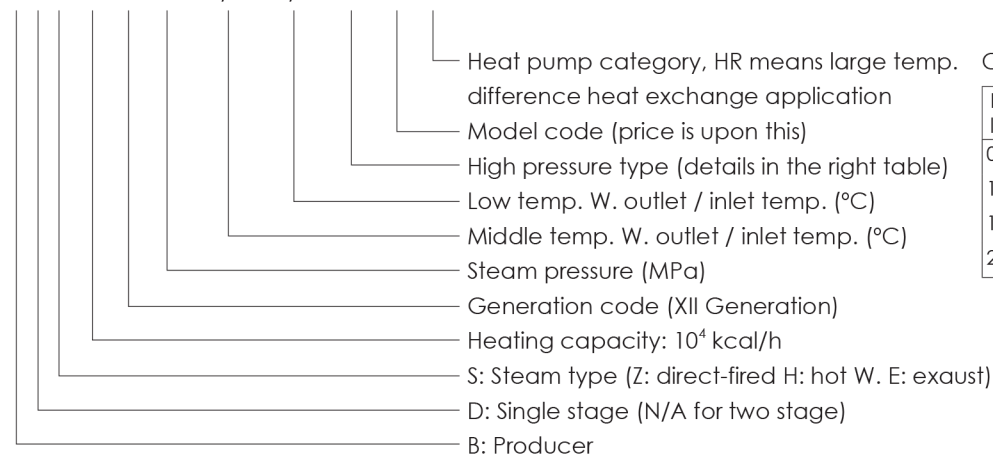 Heat pump category, HR means large temp.
difference heat exchange application
Model code (price is upon this)
High pressure type (details in the right table)
Low temp. W. outlet / inlet temp. (ºC)
Middle temp. W. outlet / inlet temp. (ºC)
Steam pressure (MPa)
Generation code (XII Generation)
Heating capacity: 10⁴ kcal/h
S: Steam type (Z: direct-fired H: hot W. E: exaust)
D: Single stage (N/A for two stage)
B: Producer